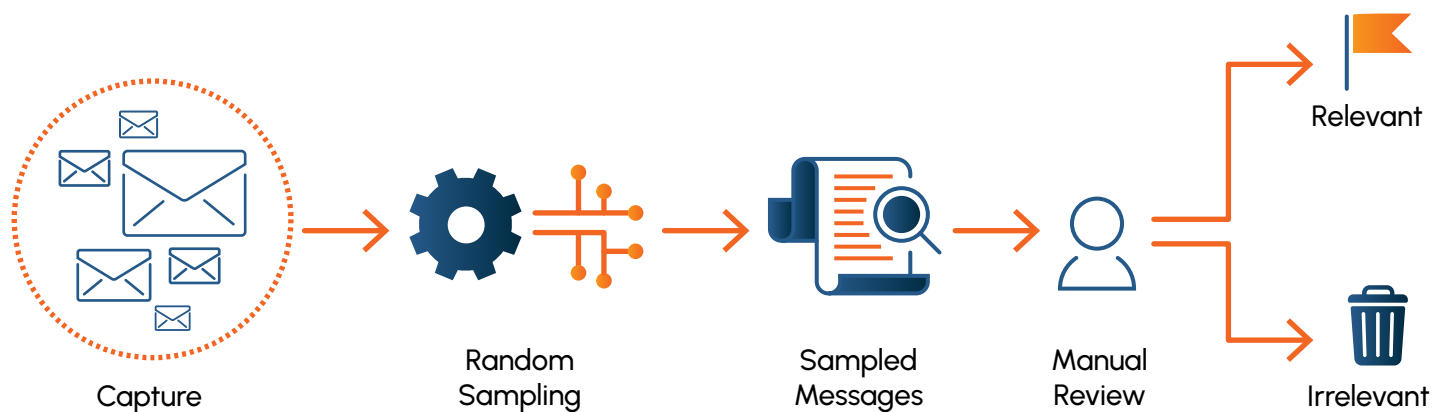 Capture
Random
Sampling
Sampled
Messages
Manual
Review
Relevant
Irrelevant